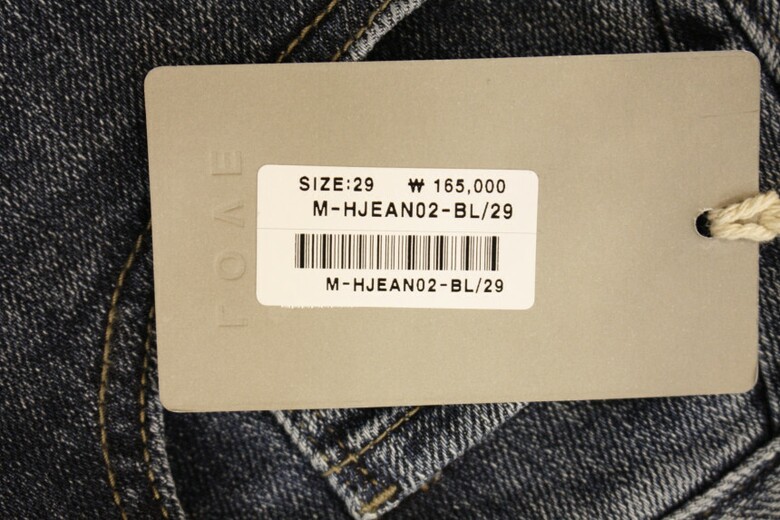 SIZE:29 ₩ 165,000
M-HJEAN02-BL/29
M-HJEAN02-BL/29
LOVE